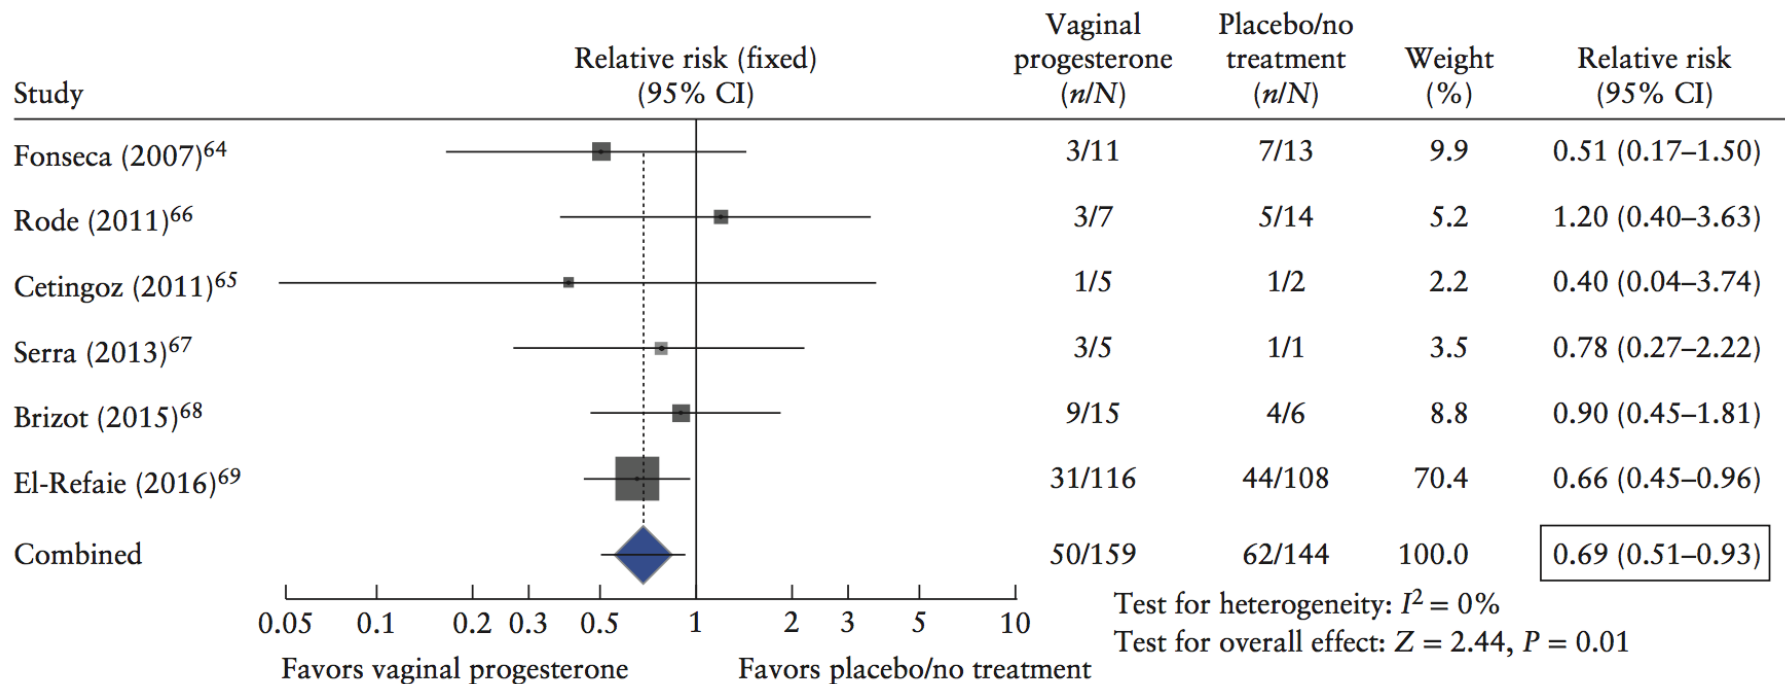 Study Relative risk (fixed) (95% CI) Vaginal progesterone (n/N) Placebo/no treatment (n/N) Weight (%) Relative risk (95% CI)
Fonseca (2007)64 3/11 7/13 9.9 0.51 (0.17–1.50)
Rode (2011)66 3/7 5/14 5.2 1.20 (0.40–3.63)
Cetingoz (2011)65 1/5 1/2 2.2 0.40 (0.04–3.74)
Serra (2013)67 3/5 1/1 3.5 0.78 (0.27–2.22)
Brizot (2015)68 9/15 4/6 8.8 0.90 (0.45–1.81)
El-Refaie (2016)69 31/116 44/108 70.4 0.66 (0.45–0.96)
Combined 50/159 62/144 100.0 0.69 (0.51–0.93)
0.05 0.1 0.2 0.3 0.5 1 2 3 5 10
Favors vaginal progesterone Favors placebo/no treatment
Test for heterogeneity: I2 = 0%
Test for overall effect: Z = 2.44, P = 0.01